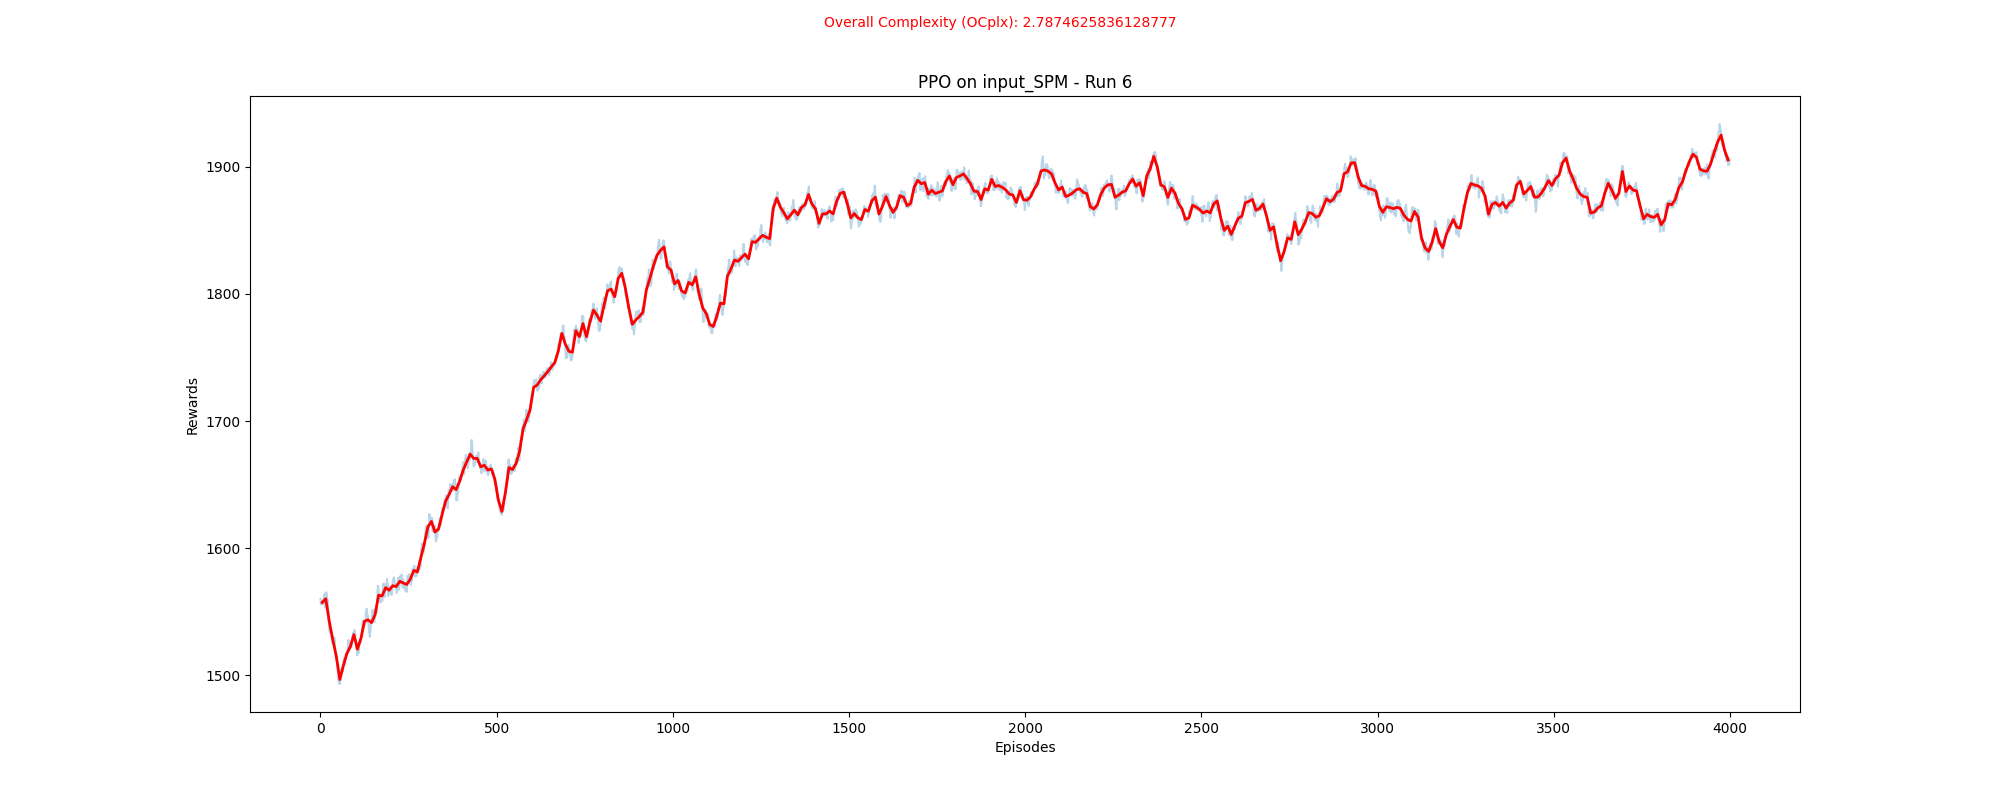 Overall Complexity (OCplx): 2.7874625836128777
PPO on input_SPM - Run 6
1900
1800
1700
1600
1500
Rewards
0 500 1000 1500 2000 2500 3000 3500 4000
Episodes